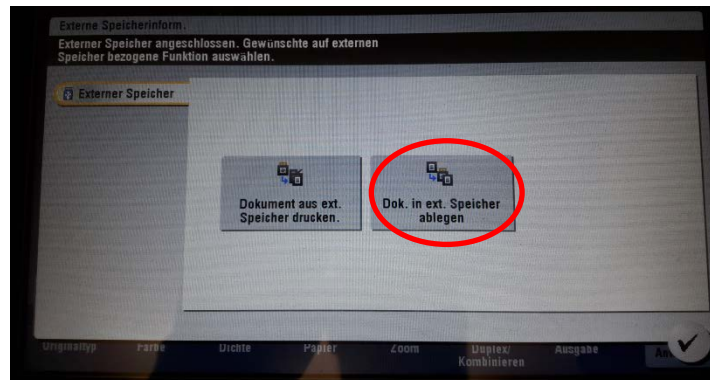 Externe Speicherinform.
Externer Speicher angeschlossen. Gewünschte auf externen
Speicher bezogene Funktion auswählen.
Externer Speicher
Dokument aus ext.
Speicher drucken.
Dok. in ext. Speicher
ablegen
Originaltyp Farbe Dichte Papier Zoom Duplex/ Ausgabe
Kombinieren